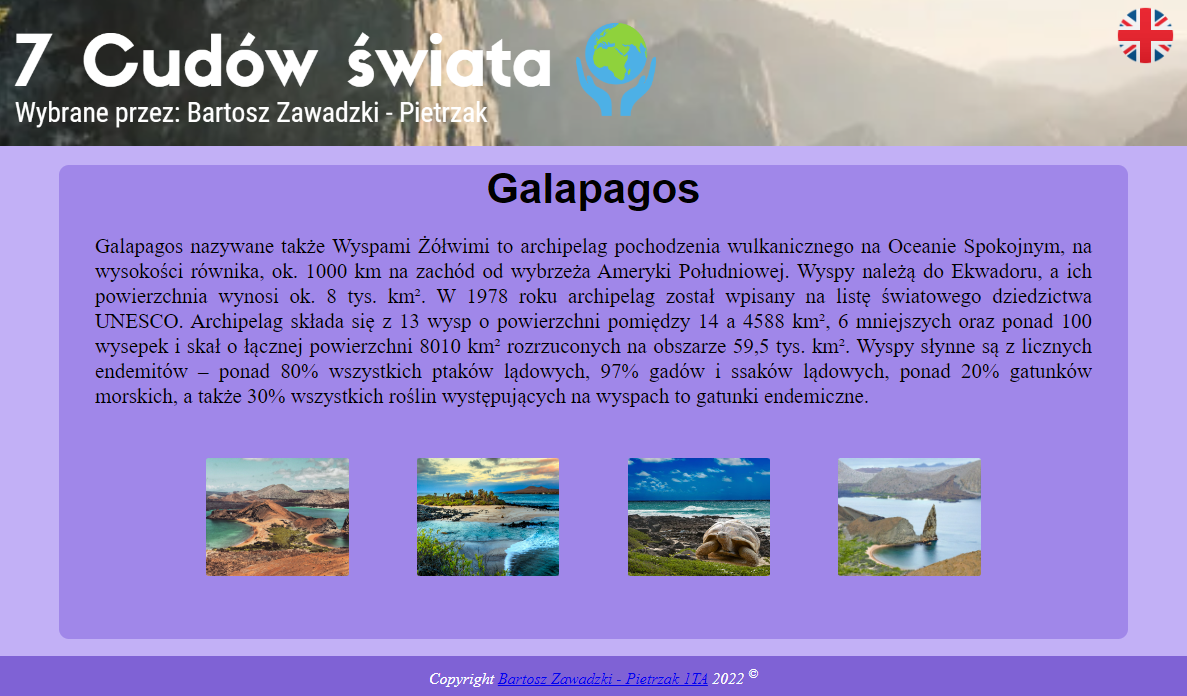 7 Cudów świata
Wybrane przez: Bartosz Zawadzki - Pietrzak
Galapagos
Galapagos nazywane także Wyspami Żółwimi to archipelag pochodzenia wulkanicznego na Oceanie Spokojnym, na
wysokości równika, ok. 1000 km na zachód od wybrzeża Ameryki Południowej. Wyspy należą do Ekwadoru, a ich
powierzchnia wynosi ok. 8 tys. km². W 1978 roku archipelag został wpisany na listę światowego dziedzictwa
UNESCO. Archipelag składa się z 13 wysp o powierzchni pomiędzy 14 a 4588 km², 6 mniejszych oraz ponad 100
wysepek i skał o łącznej powierzchni 8010 km² rozrzuconych na obszarze 59,5 tys. km². Wyspy słynne są z licznych
endemitów – ponad 80% wszystkich ptaków lądowych, 97% gadów i ssaków lądowych, ponad 20% gatunków
morskich, a także 30% wszystkich roślin występujących na wyspach to gatunki endemiczne.
Copyright Bartosz Zawadzki - Pietrzak 1TA 2022 ©